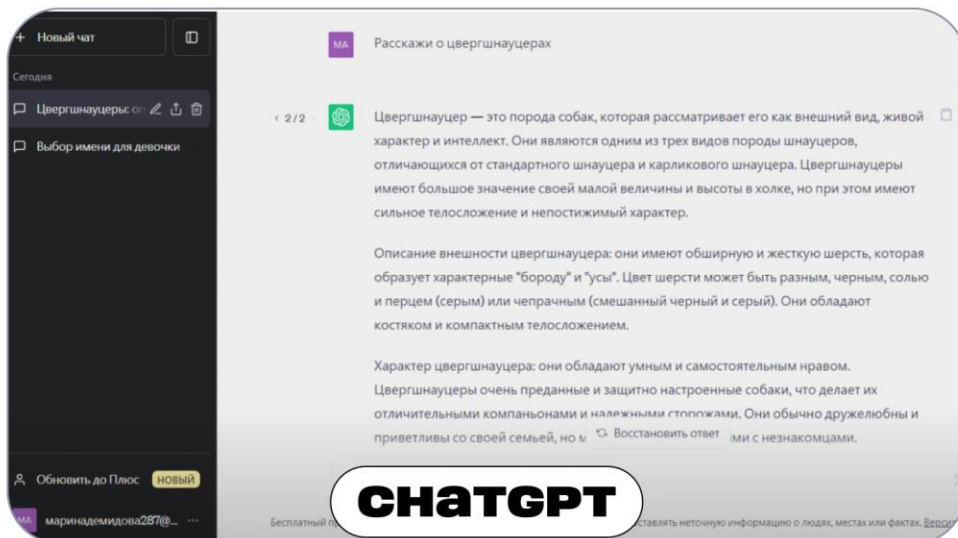 + Новый чат
Сегодня
Цвергшнауцеры: оп
Выбор имени для девочки
Обновить до Плюс НОВЫЙ
МА маринадемидова287@_ ...
МА Расскажи о цвергшнауцерах
< 2/2
Цвергшнауцер — это порода собак, которая рассматривает его как внешний вид, живой
характер и интеллект. Они являются одним из трех видов породы шнауцеров,
отличающихся от стандартного шнауцера и карликового шнауцера. Цвергшнауцеры
имеют большое значение своей малой величины и высоты в холке, но при этом имеют
сильное телосложение и непостижимый характер.
Описание внешности цвергшнауцера: они имеют обширную и жесткую шерсть, которая
образует характерные "бороду" и "усы". Цвет шерсти может быть разным, черным, солью
и перцем (серым) или чепрачным (смешанный черный и серый). Они обладают
костяком и компактным телосложением.
Характер цвергшнауцера: они обладают умным и самостоятельным нравом.
Цвергшнауцеры очень преданные и защитно настроенные собаки, что делает их
отличительными компаньонами и надежными сторожами. Они обычно дружелюбны и
приветливы со своей семьей, но ми с незнакомцами.
Восстановить ответ
CHATGPT
Бесплатный ставлять неточную информацию о людях, местах или фактах.